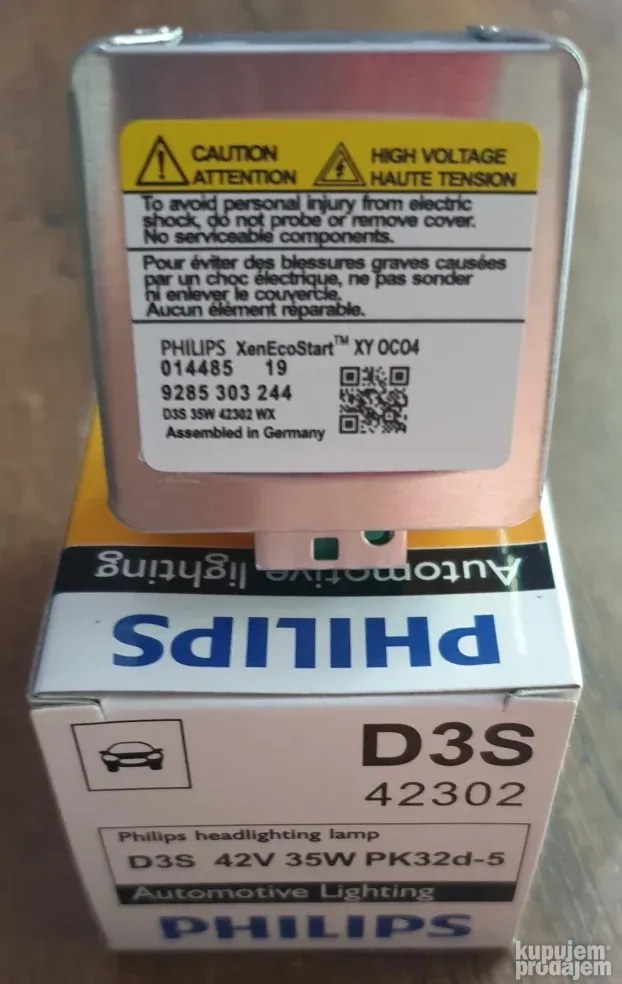 CAUTION
ATTENTION
HIGH VOLTAGE
HAUTE TENSION
To avoid personal injury from electric
shock, do not probe or remove cover.
No serviceable components.
Pour éviter des blessures graves causées
par un choc électrique, ne pas sonder
ni enlever le couvercle.
Aucun élément réparable.
PHILIPS XenEcoStart™ XY OCO4
014485 19
9285 303 244
D3S 35W 42302 WX
Assembled in Germany
Automotive lighting
PHILIPS
D3S
42302
Philips headlighting lamp
D3S 42V 35W PK32d-5
Automotive Lighting
PHILIPS
kupujem
prodajem